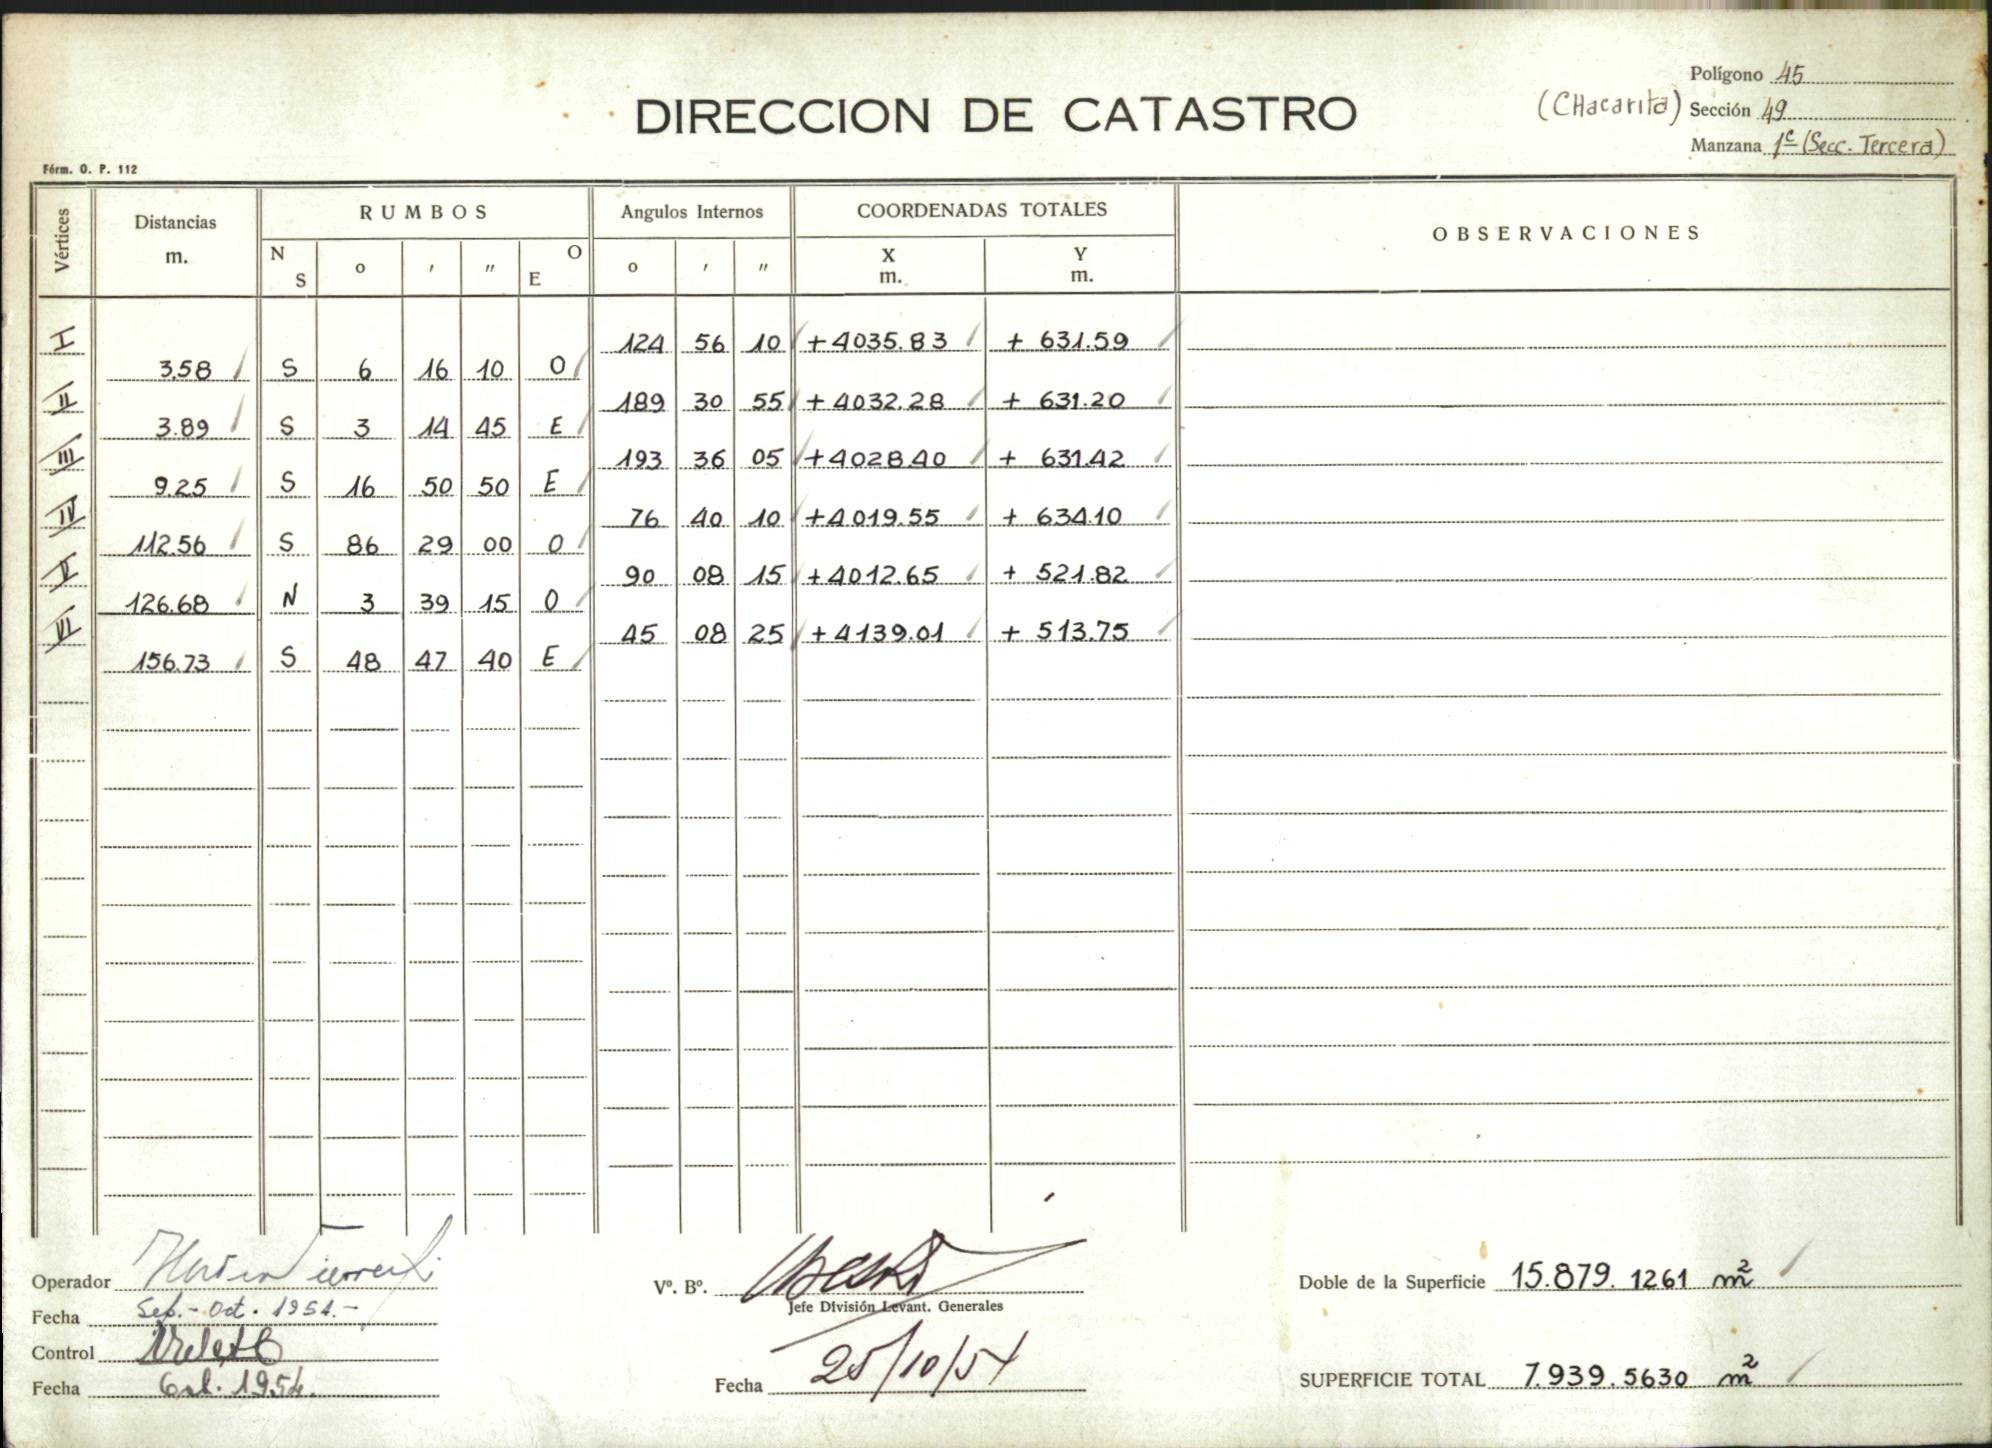 Polígono 45
DIRECCION DE CATASTRO
(CHacarita) Sección 49
Manzana 1ᶜ (Secc. Tercera)
Fórm. O. P. 112
Vértices Distancias m. RUMBOS Angulos Internos COORDENADAS TOTALES OBSERVACIONES
N S o ′ ″ O E o ′ ″ X m. Y m.
I 124 56 10 +4035.83 + 631.59
3.58 S 6 16 10 O
II 189 30 55 +4032.28 + 631.20
3.89 S 3 14 45 E
III 193 36 05 +4028.40 + 631.42
9.25 S 16 50 50 E
IV 76 40 10 +4019.55 + 634.10
112.56 S 86 29 00 O
V 90 08 15 +4012.65 + 521.82
126.68 N 3 39 15 O
VI 45 08 25 +4139.01 + 513.75
156.73 S 48 47 40 E
Operador
Vº. Bº.
Doble de la Superficie 15.879.1261 m²
Jefe División Levant. Generales
Fecha Sep.-Oct. 1954.-
Control
Fecha 25/10/54
SUPERFICIE TOTAL 7.939.5630 m²
Fecha 1954.